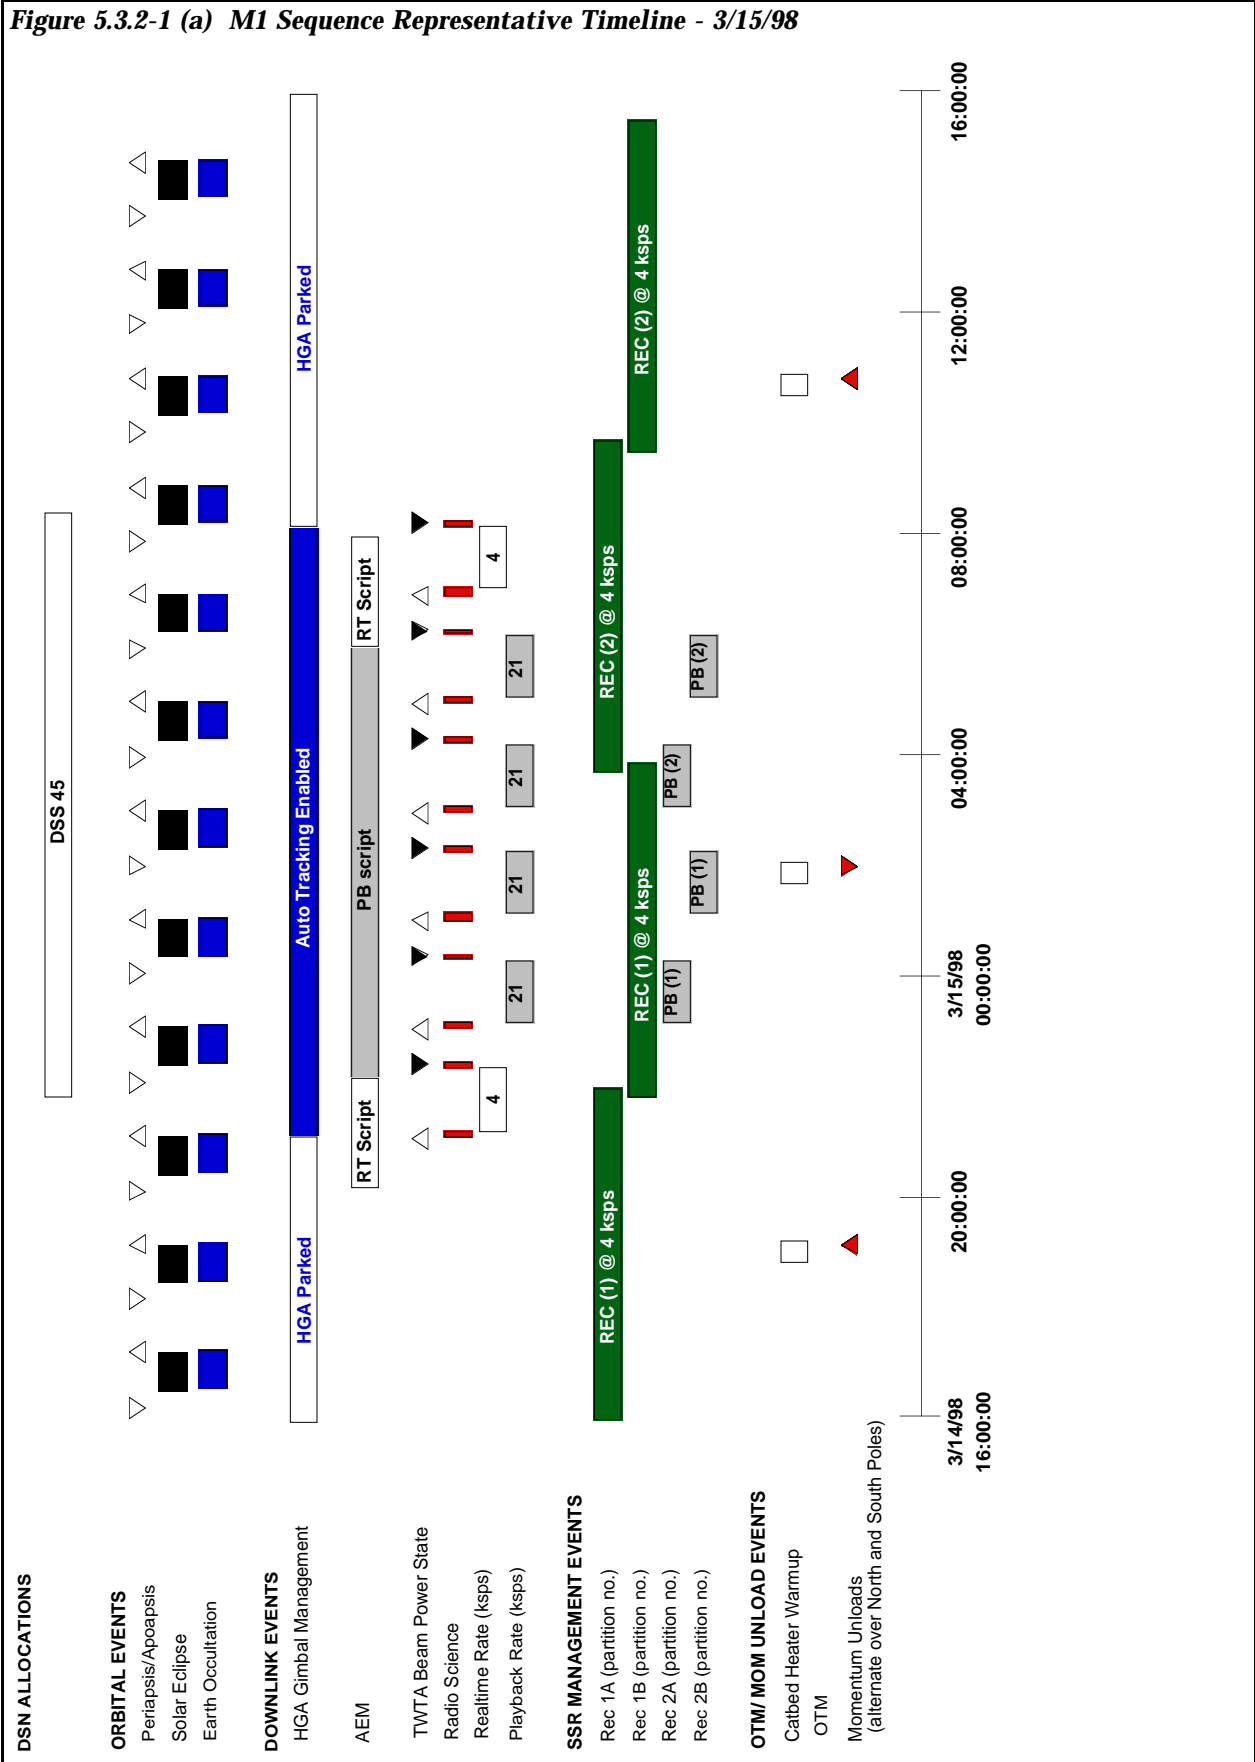 Figure 5.3.2-1 (a) M1 Sequence Representative Timeline - 3/15/98
DSN ALLOCATIONS
DSS 45
ORBITAL EVENTS
Periapsis/Apoapsis
Solar Eclipse
Earth Occultation
DOWNLINK EVENTS
HGA Gimbal Management
HGA Parked
Auto Tracking Enabled
HGA Parked
AEM
RT Script
PB script
RT Script
TWTA Beam Power State
Radio Science
Realtime Rate (ksps)
4
4
Playback Rate (ksps)
21
21
21
21
SSR MANAGEMENT EVENTS
Rec 1A (partition no.)
REC (1) @ 4 ksps
REC (2) @ 4 ksps
Rec 1B (partition no.)
REC (1) @ 4 ksps
REC (2) @ 4 ksps
Rec 2A (partition no.)
PB (1)
PB (2)
Rec 2B (partition no.)
PB (1)
PB (2)
OTM/ MOM UNLOAD EVENTS
Catbed Heater Warmup
OTM
Momentum Unloads
(alternate over North and South Poles)
3/14/98
16:00:00
20:00:00
3/15/98
00:00:00
04:00:00
08:00:00
12:00:00
16:00:00